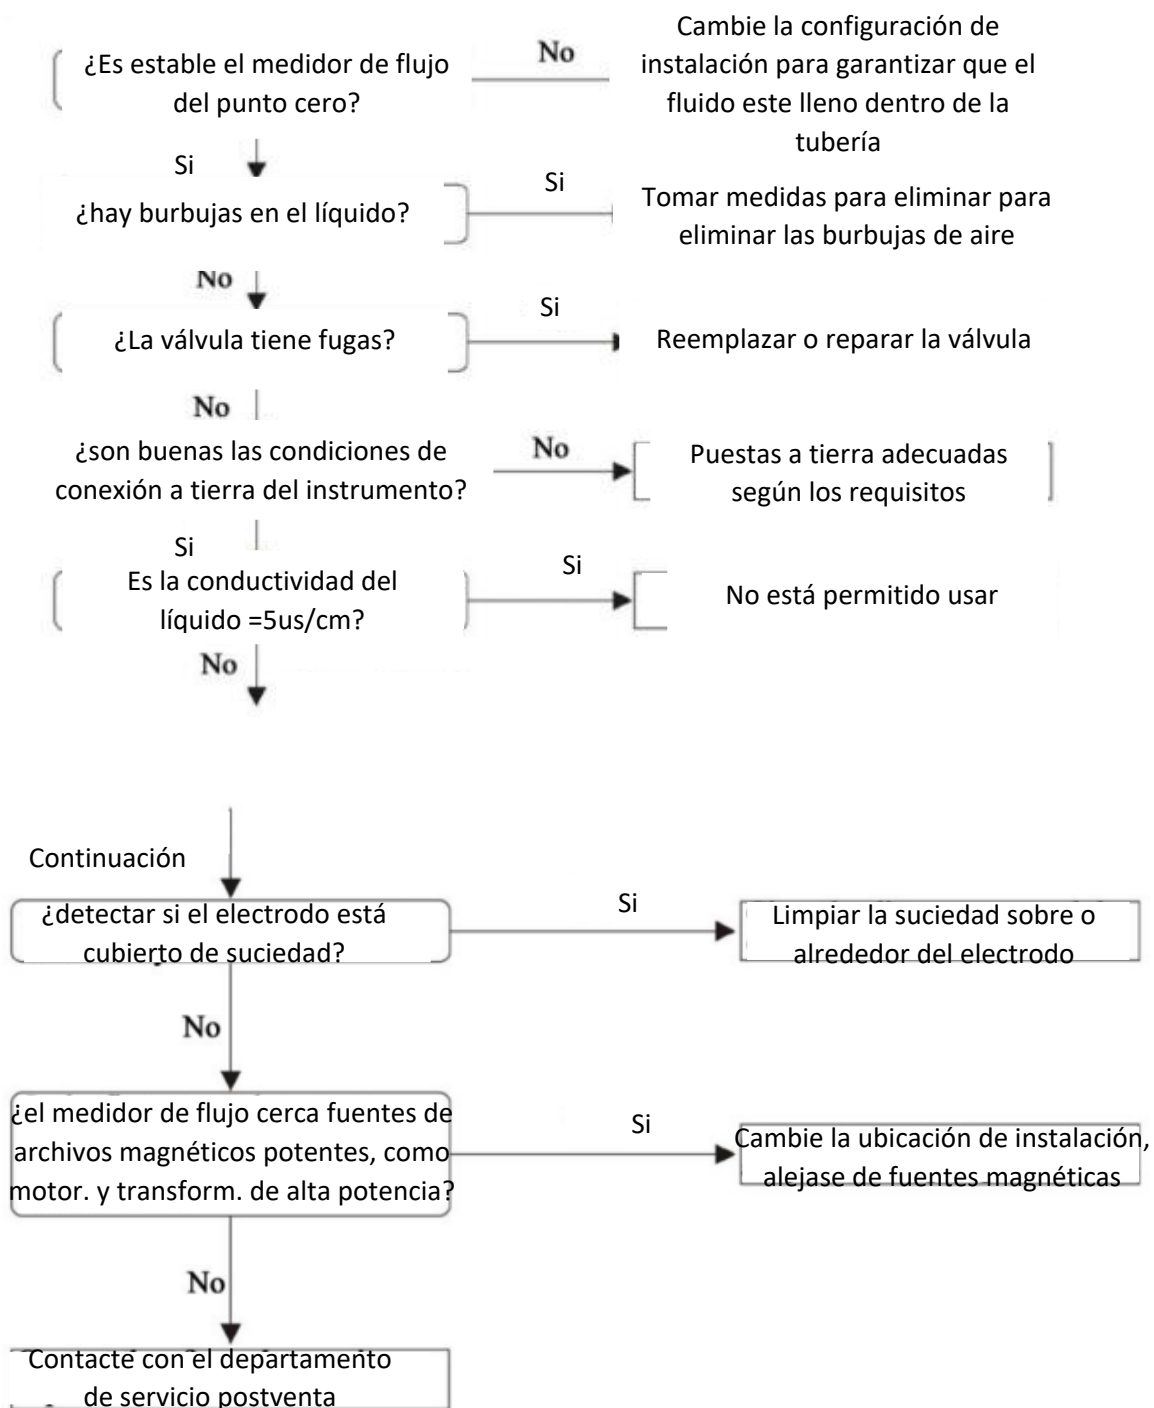 ¿Es estable el medidor de flujo
del punto cero?
No
Cambie la configuración de
instalación para garantizar que el
fluido este lleno dentro de la
tubería
Si
¿hay burbujas en el líquido?
Si
Tomar medidas para eliminar para
eliminar las burbujas de aire
No
¿La válvula tiene fugas?
Si
Reemplazar o reparar la válvula
No
¿son buenas las condiciones de
conexión a tierra del instrumento?
No
Puestas a tierra adecuadas
según los requisitos
Si
Es la conductividad del
líquido =5us/cm?
Si
No está permitido usar
No
Continuación
¿detectar si el electrodo está
cubierto de suciedad?
Si
Limpiar la suciedad sobre o
alrededor del electrodo
No
¿el medidor de flujo cerca fuentes de
archivos magnéticos potentes, como
motor. y transform. de alta potencia?
Si
Cambie la ubicación de instalación,
alejase de fuentes magnéticas
No
Contacte con el departamento
de servicio postventa